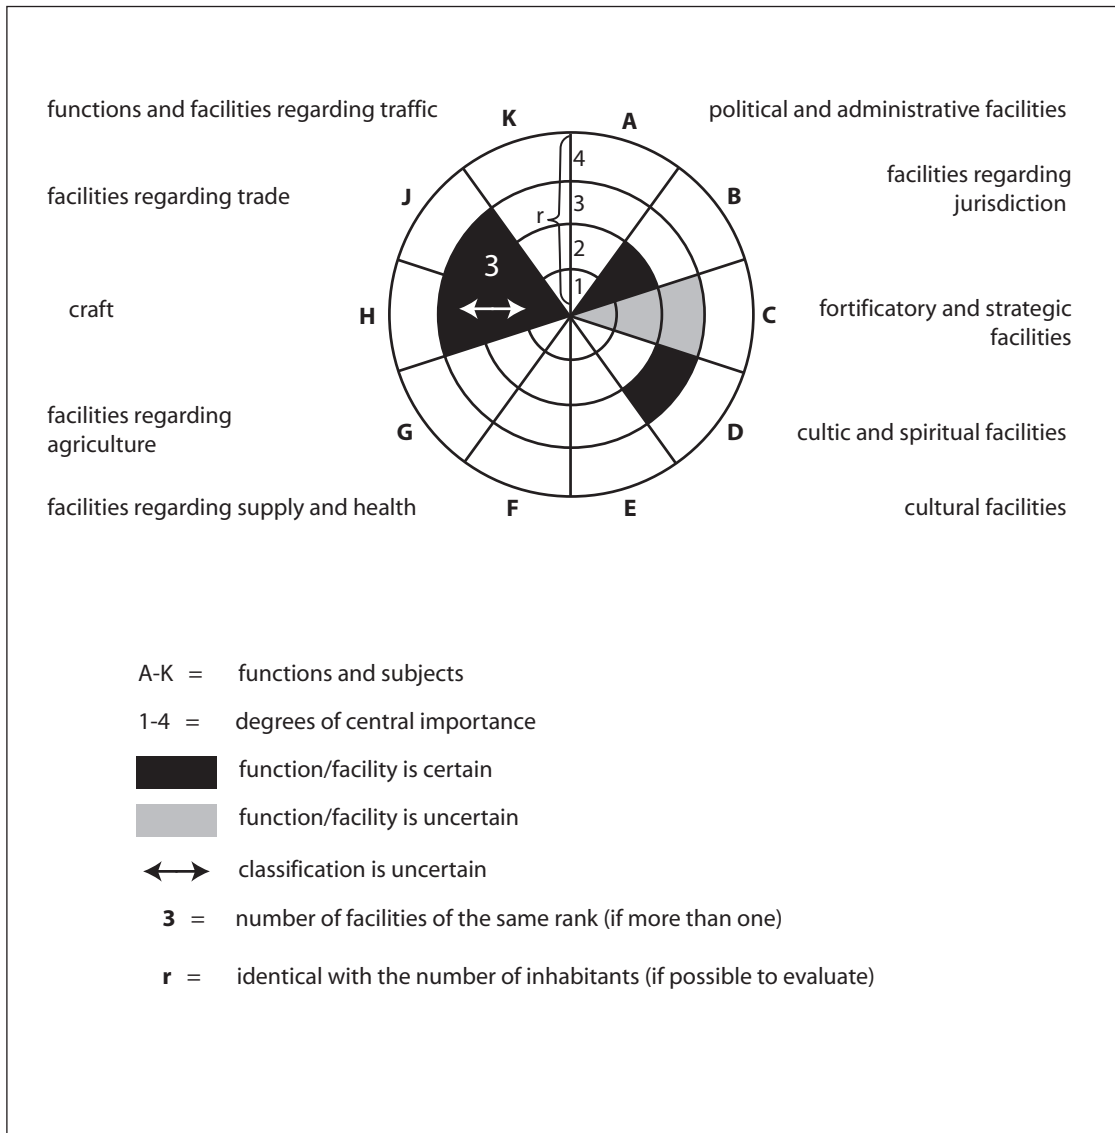 functions and facilities regarding traffic
K
A
political and administrative facilities
facilities regarding trade
J
B
facilities regarding
jurisdiction
4
3
r
2
1
3
craft
H
C
fortificatory and strategic
facilities
facilities regarding
agriculture
G
D
cultic and spiritual facilities
facilities regarding supply and health
F
E
cultural facilities
A-K = functions and subjects
1-4 = degrees of central importance
function/facility is certain
function/facility is uncertain
classification is uncertain
3 = number of facilities of the same rank (if more than one)
r = identical with the number of inhabitants (if possible to evaluate)